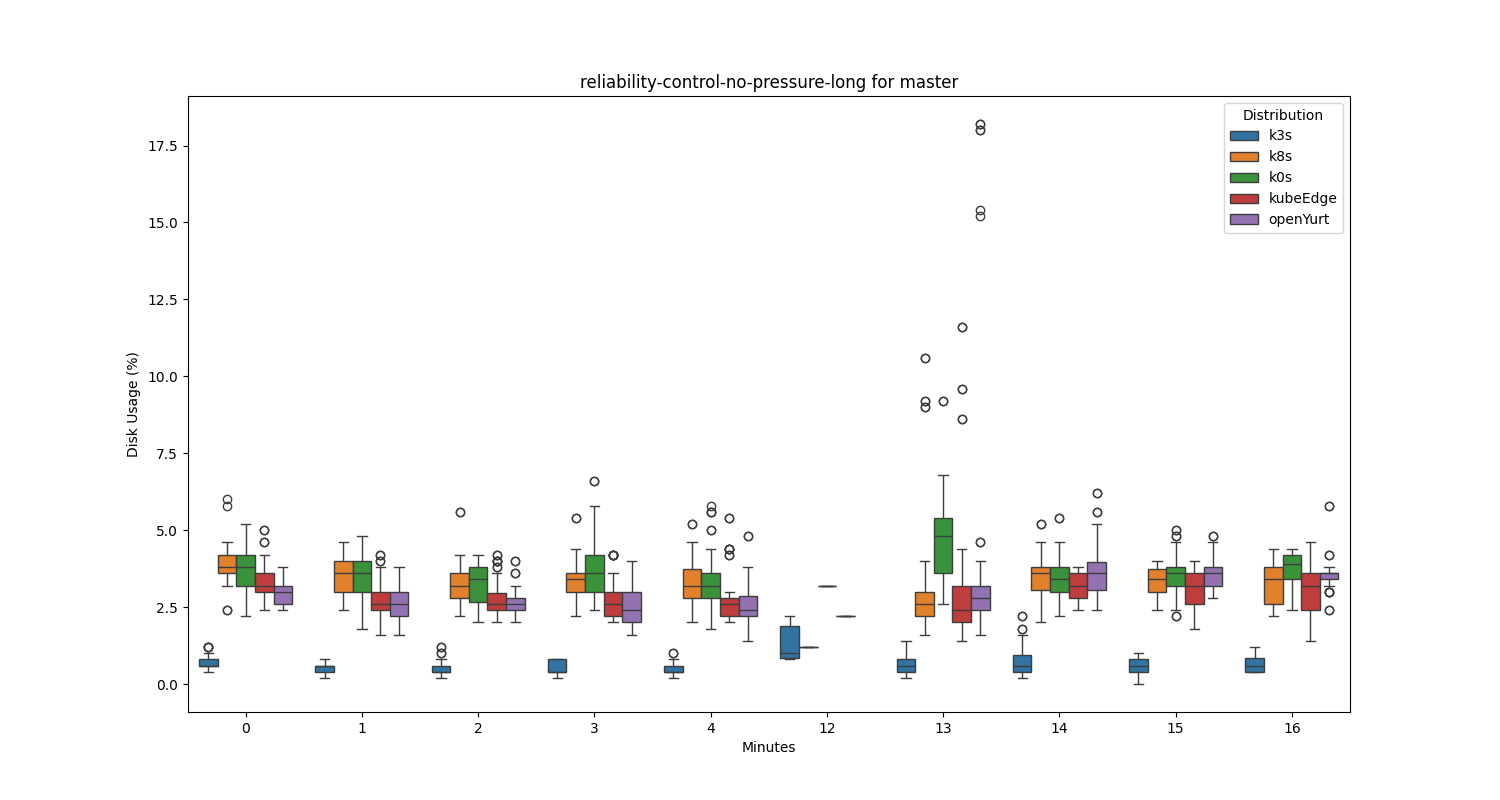 reliability-control-no-pressure-long for master
Distribution
k3s
k8s
k0s
kubeEdge
openYurt
Disk Usage (%)
17.5
15.0
12.5
10.0
7.5
5.0
2.5
0.0
0 1 2 3 4 12 13 14 15 16
Minutes